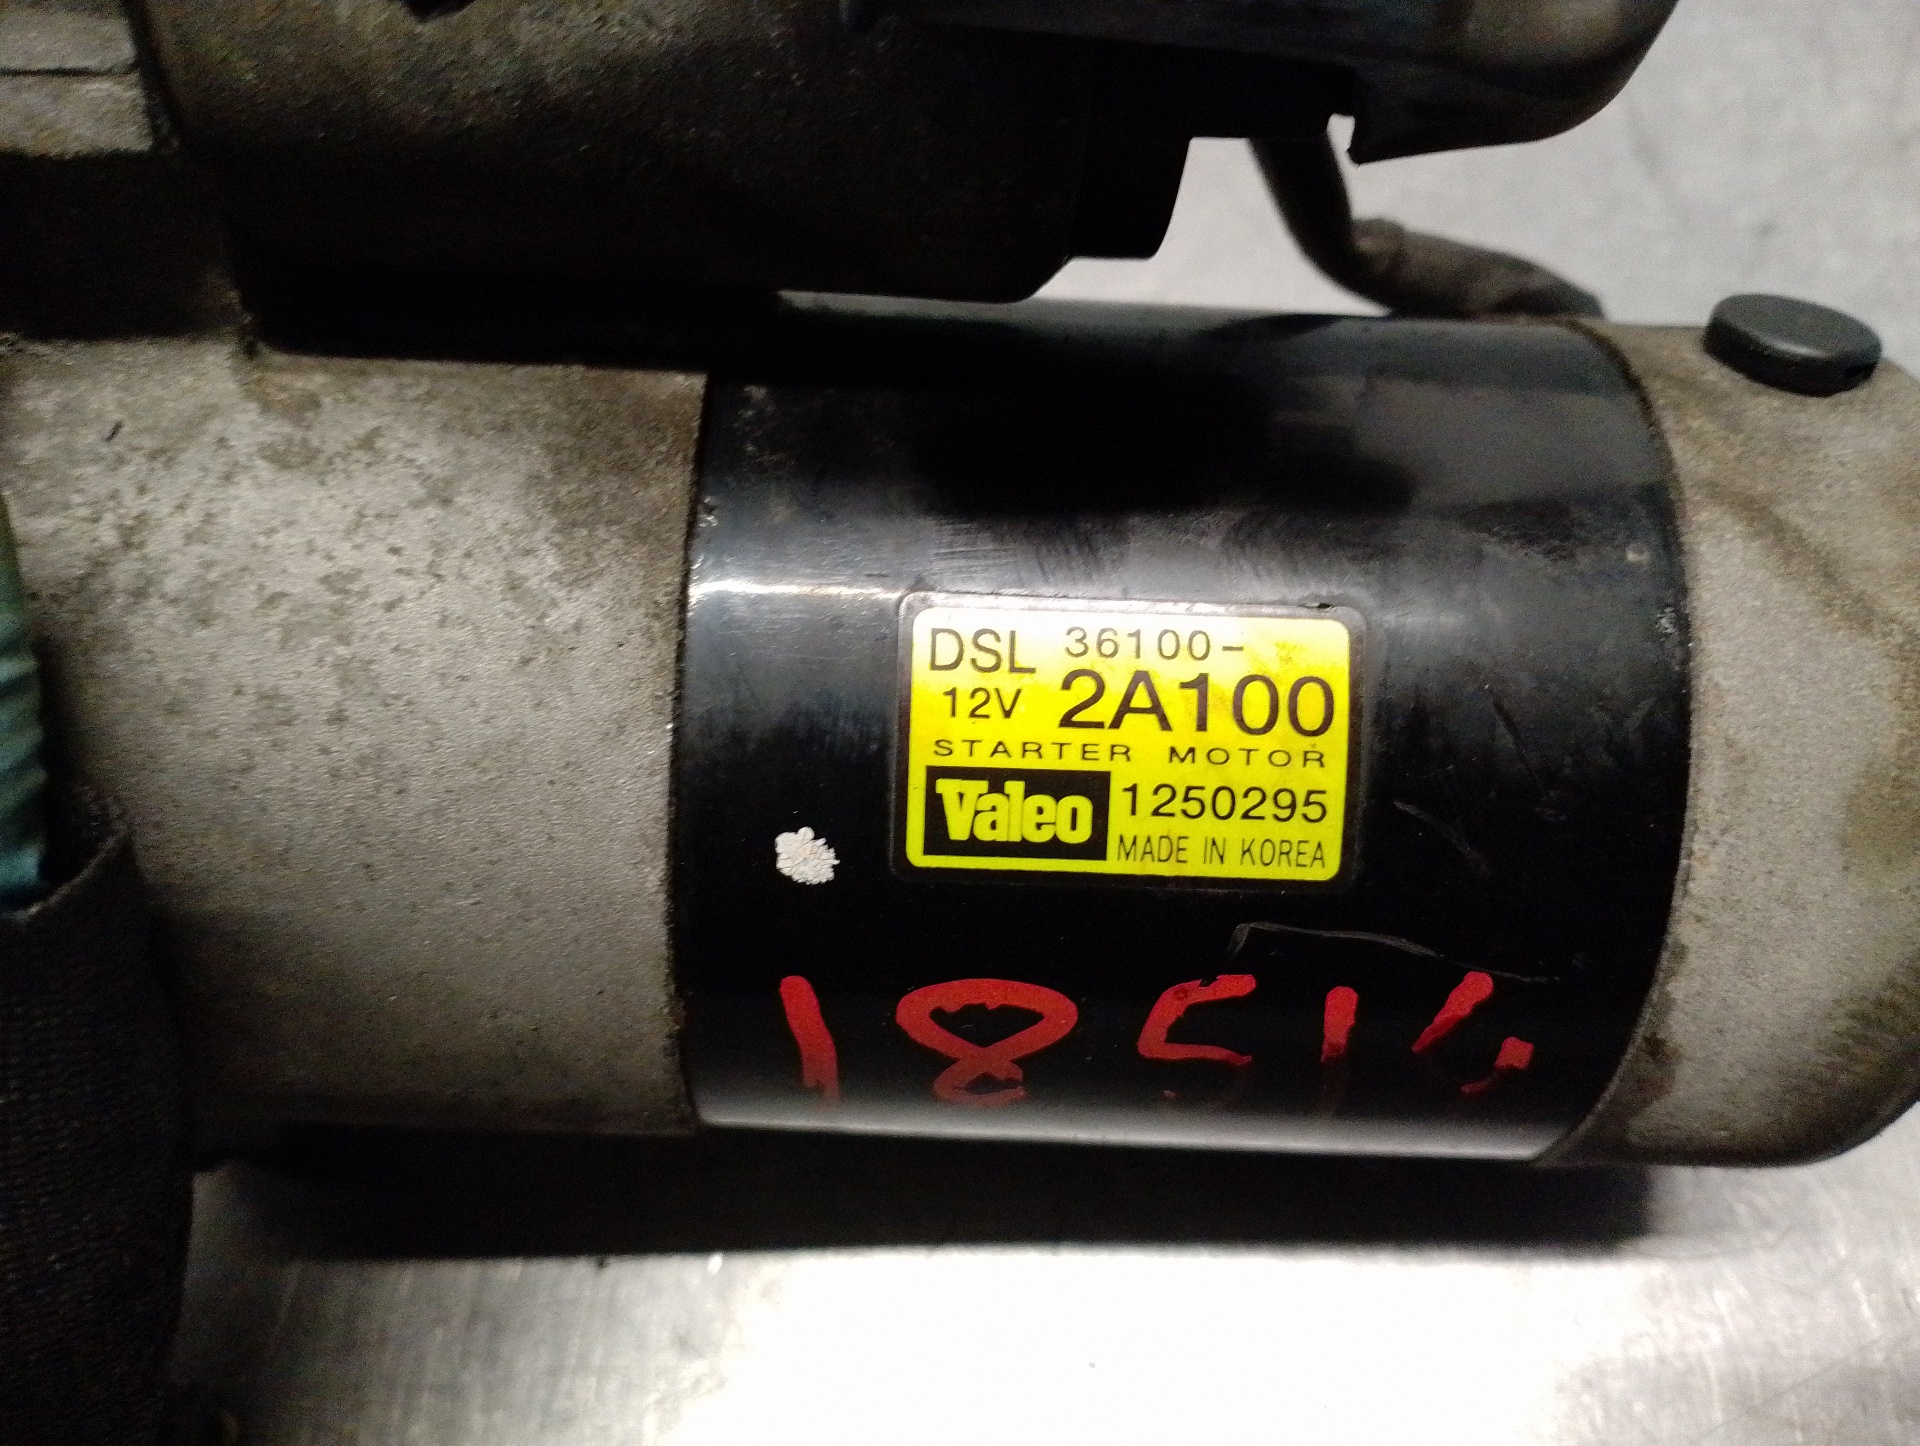 DSL 36100-
12V 2A100
STARTER MOTOR
Valeo 1250295
MADE IN KOREA
18514